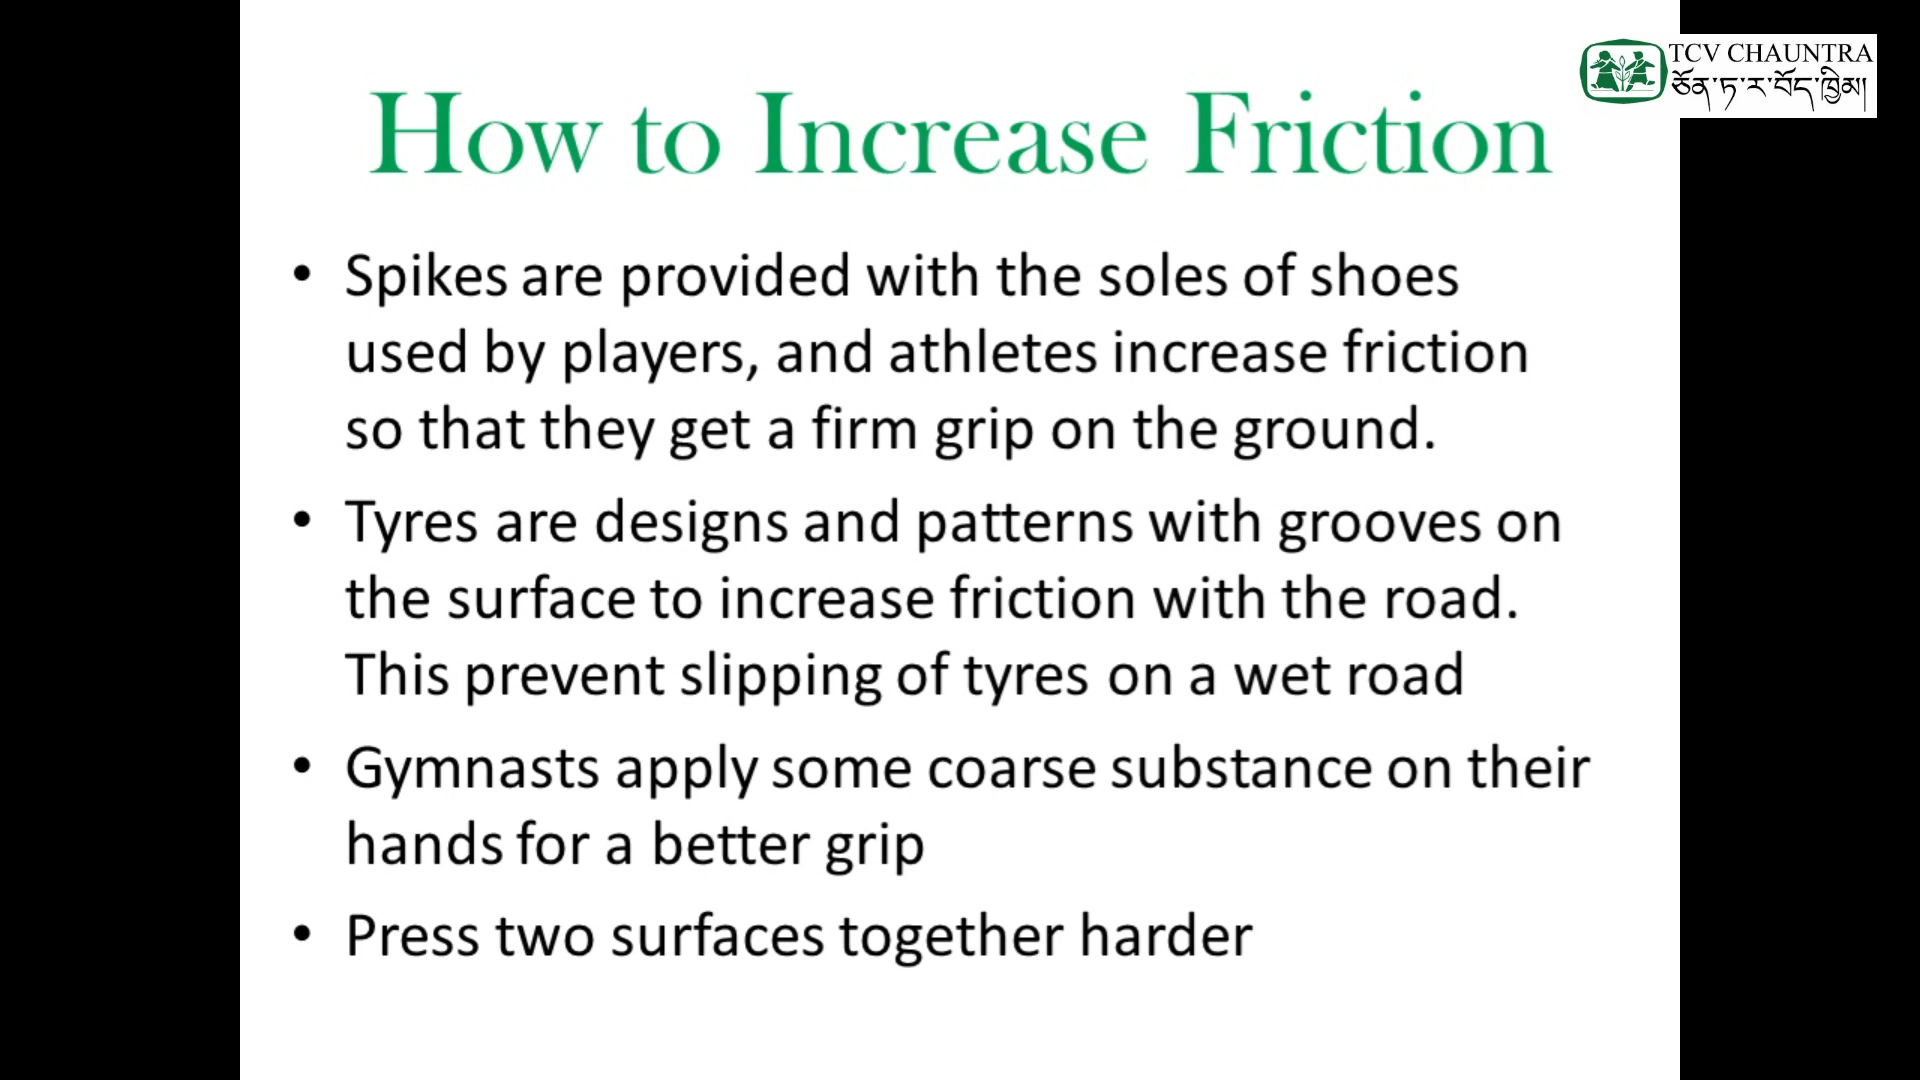 TCV CHAUNTRA
ཅོན་ཏ་ར་བོད་ཁྱིམ།
How to Increase Friction
• Spikes are provided with the soles of shoes
used by players, and athletes increase friction
so that they get a firm grip on the ground.
• Tyres are designs and patterns with grooves on
the surface to increase friction with the road.
This prevent slipping of tyres on a wet road
• Gymnasts apply some coarse substance on their
hands for a better grip
• Press two surfaces together harder